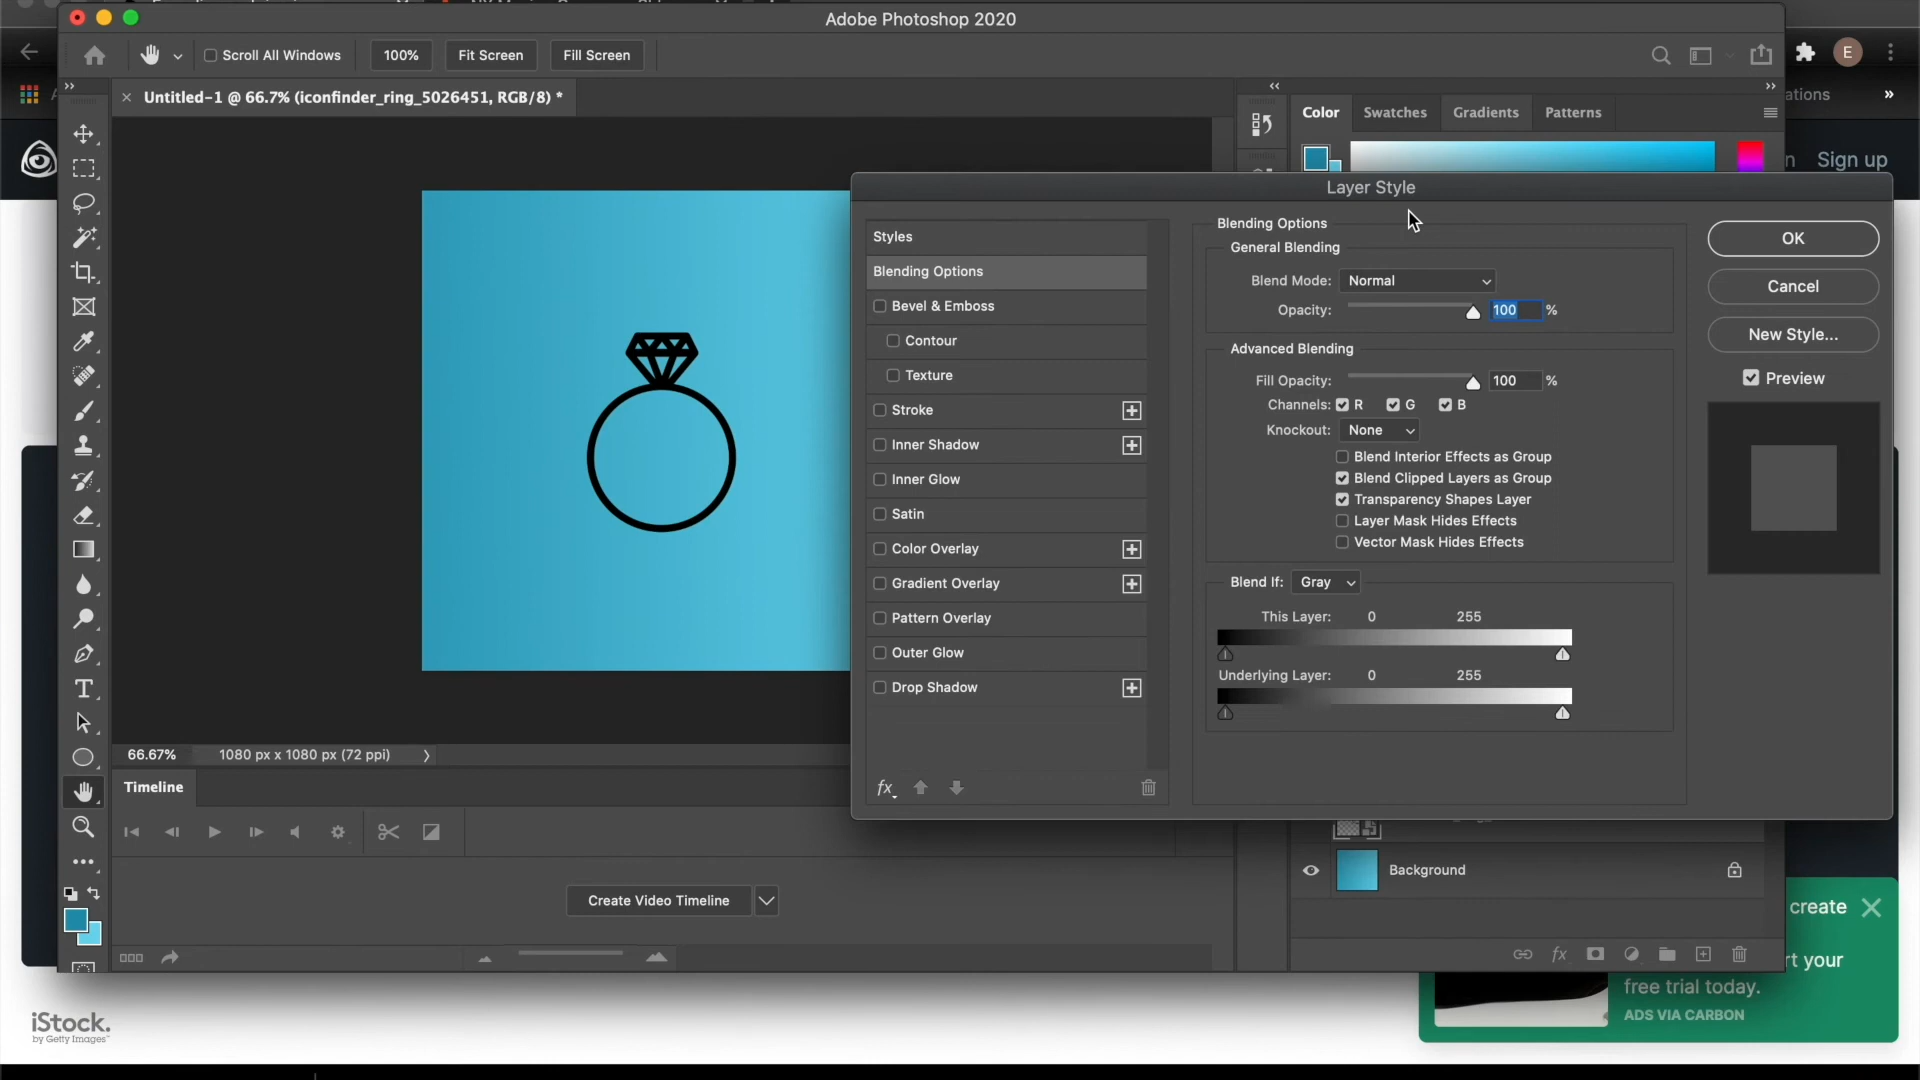 Adobe Photoshop 2020
Scroll All Windows
100%
Fit Screen
Fill Screen
E
ations
Untitled-1 @ 66.7% (iconfinder_ring_5026451, RGB/8) *
Color
Swatches
Gradients
Patterns
Sign up
Layer Style
Styles
Blending Options
Bevel & Emboss
Contour
Texture
Stroke
Inner Shadow
Inner Glow
Satin
Color Overlay
Gradient Overlay
Pattern Overlay
Outer Glow
Drop Shadow
fx
Blending Options
General Blending
Blend Mode: Normal
Opacity: 100 %
Advanced Blending
Fill Opacity: 100 %
Channels: R G B
Knockout: None
Blend Interior Effects as Group
Blend Clipped Layers as Group
Transparency Shapes Layer
Layer Mask Hides Effects
Vector Mask Hides Effects
Blend If: Gray
This Layer: 0 255
Underlying Layer: 0 255
OK
Cancel
New Style...
Preview
66.67%
1080 px x 1080 px (72 ppi)
Timeline
Create Video Timeline
Background
fx
create
rt your
free trial today.
ADS VIA CARBON
iStock.
by Getty Images™